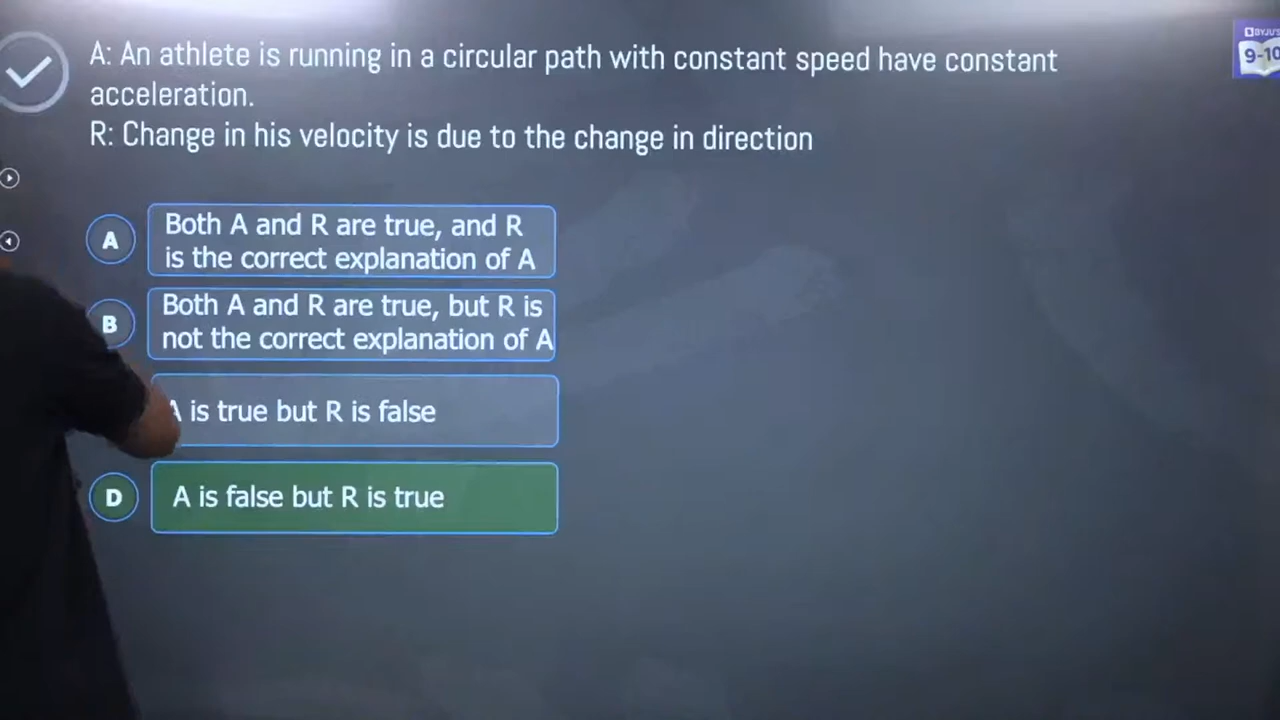 A: An athlete is running in a circular path with constant speed have constant
acceleration.
R: Change in his velocity is due to the change in direction
BYJU'S
9-10
A
Both A and R are true, and R
is the correct explanation of A
B
Both A and R are true, but R is
not the correct explanation of A
A is true but R is false
D
A is false but R is true